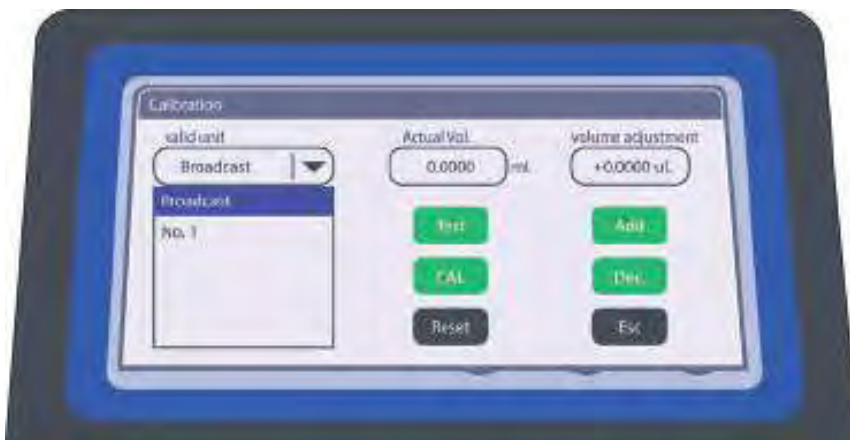 Calibration
valid unit
Actual Vol.
volume adjustment
Broadcast
0.0000 mL
+0.0000 uL
Broadcast
No. 1
Test
Add
CAL
Dec.
Reset
Esc